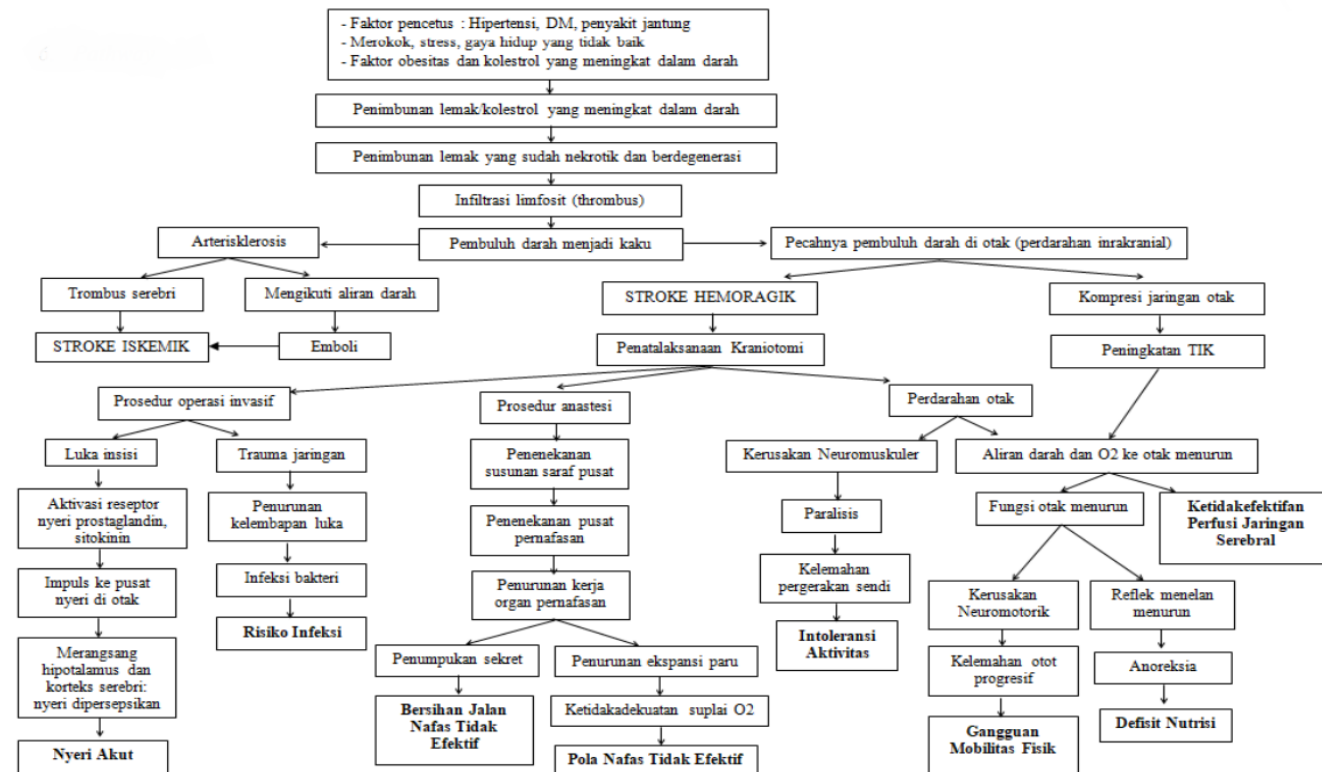 - Faktor pencetus : Hipertensi, DM, penyakit jantung
- Merokok, stress, gaya hidup yang tidak baik
- Faktor obesitas dan kolestrol yang meningkat dalam darah
Penimbunan lemak/kolestrol yang meningkat dalam darah
Penimbunan lemak yang sudah nekrotik dan berdegenerasi
Infiltrasi limfosit (thrombus)
Arterisklerosis
Pembuluh darah menjadi kaku
Pecahnya pembuluh darah di otak (perdarahan inrakranial)
Trombus serebri
Mengikuti aliran darah
STROKE HEMORAGIK
Kompresi jaringan otak
STROKE ISKEMIK
Emboli
Penatalaksanaan Kraniotomi
Peningkatan TIK
Prosedur operasi invasif
Prosedur anastesi
Perdarahan otak
Luka insisi
Trauma jaringan
Penenekanan
susunan saraf pusat
Kerusakan Neuromuskuler
Aliran darah dan O2 ke otak menurun
Aktivasi reseptor
nyeri prostaglandin,
sitokinin
Penurunan
kelembapan luka
Penenekanan pusat
pernafasan
Paralisis
Fungsi otak menurun
Ketidakefektifan
Perfusi Jaringan
Serebral
Impuls ke pusat
nyeri di otak
Infeksi bakteri
Penurunan kerja
organ pernafasan
Kelemahan
pergerakan sendi
Kerusakan
Neuromotorik
Reflek menelan
menurun
Merangsang
hipotalamus dan
korteks serebri:
nyeri dipersepsikan
Risiko Infeksi
Penumpukan sekret
Penurunan ekspansi paru
Intoleransi
Aktivitas
Kelemahan otot
progresif
Anoreksia
Nyeri Akut
Bersihan Jalan
Nafas Tidak
Efektif
Ketidakadekuatan suplai O2
Pola Nafas Tidak Efektif
Gangguan
Mobilitas Fisik
Defisit Nutrisi